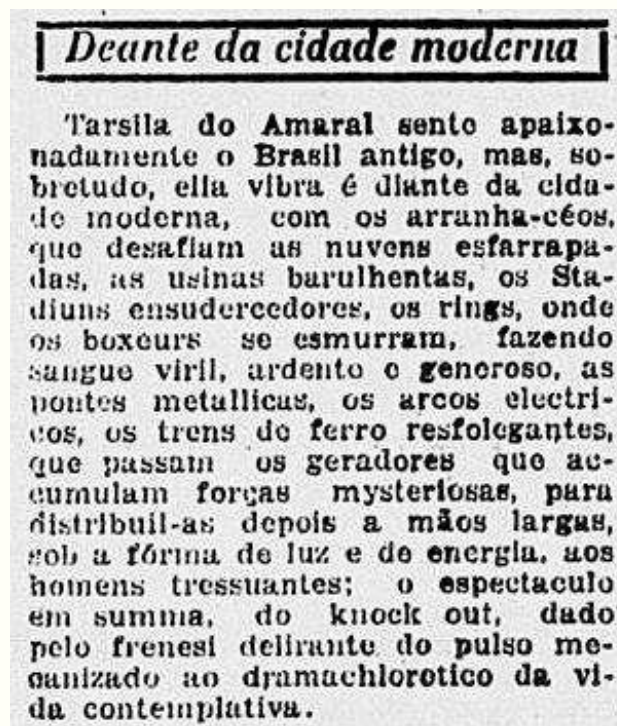 Deante da cidade moderna
Tarsila do Amaral sente apaixo-
nadamente o Brasil antigo, mas, so-
bretudo, ella vibra é diante da cida-
de moderna, com os arranha-céos,
que desafiam as nuvens esfarrapa-
das, as usinas barulhentas, os Sta-
diuns ensudercedores, os rings, onde
os boxeurs se esmurram, fazendo
sangue viril, ardente e generoso, as
pontes metallicas, os arcos electri-
cos, os trens de ferro resfolegantes,
que passam os geradores que ac-
cumulam forças mysteriosas, para
distribuil-as depois a mãos largas,
sob a fórma de luz e de energia, aos
homens tressuantes; o espectaculo
em summa, do knock out, dado
pelo frenesi delirante do pulso me-
canizado ao dramachlorotico da vi-
da contemplativa.